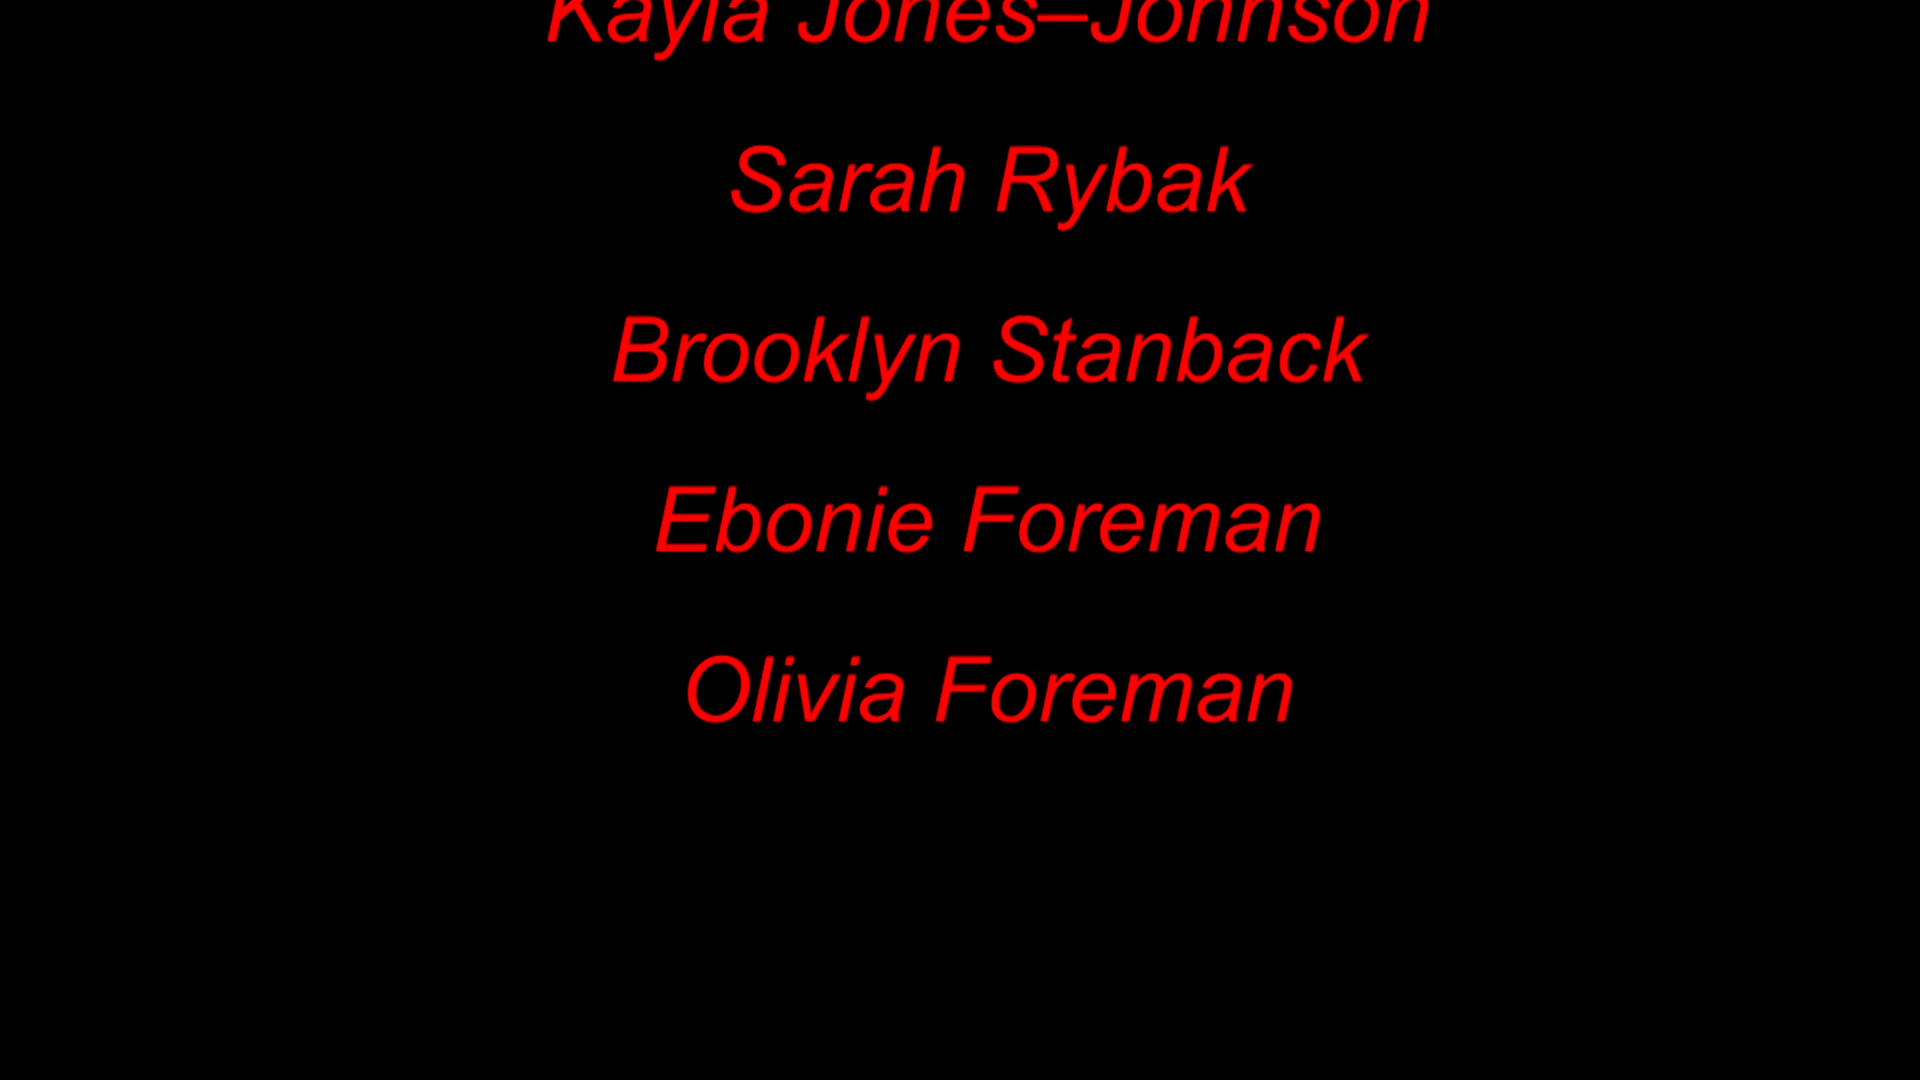 Kayla Jones–Johnson
Sarah Rybak
Brooklyn Stanback
Ebonie Foreman
Olivia Foreman